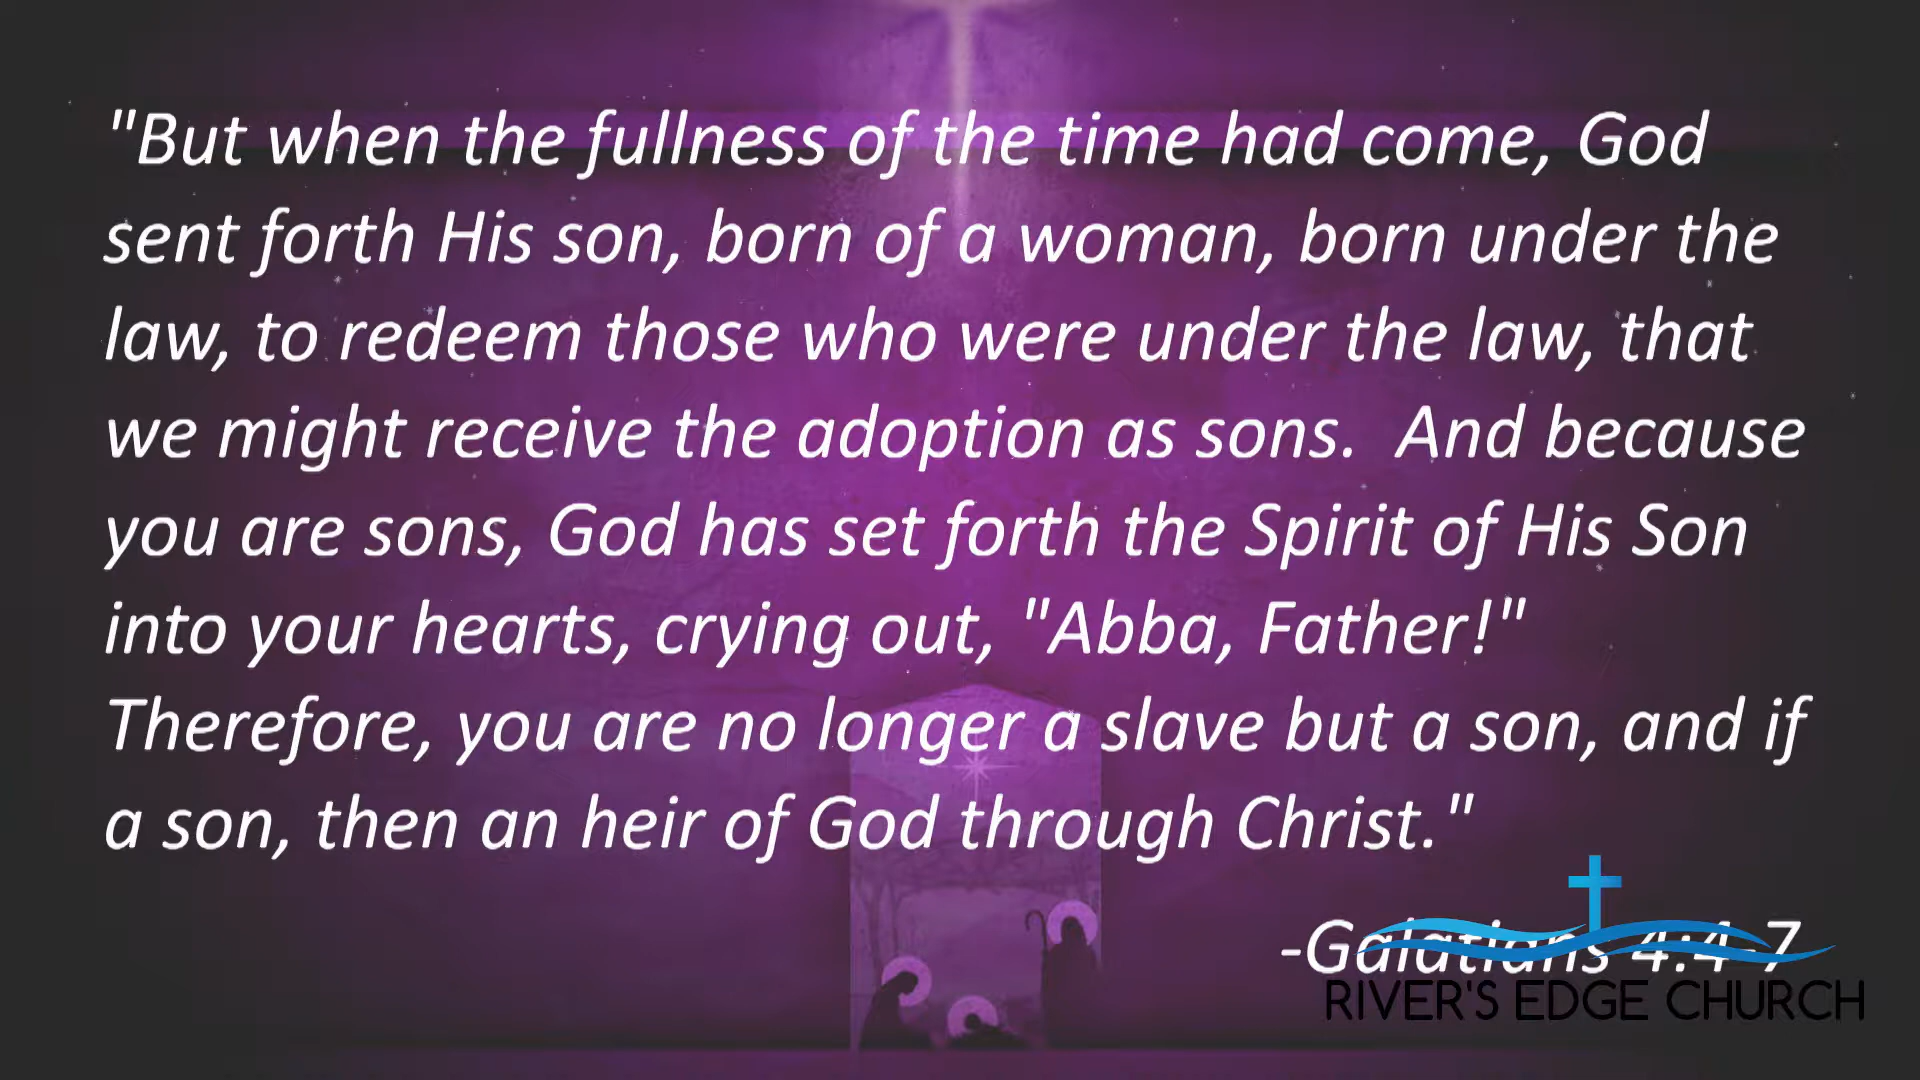 "But when the fullness of the time had come, God
sent forth His son, born of a woman, born under the
law, to redeem those who were under the law, that
we might receive the adoption as sons.  And because
you are sons, God has set forth the Spirit of His Son
into your hearts, crying out, "Abba, Father!"
Therefore, you are no longer a slave but a son, and if
a son, then an heir of God through Christ."
-Galatians 4:4-7
RIVER'S EDGE CHURCH